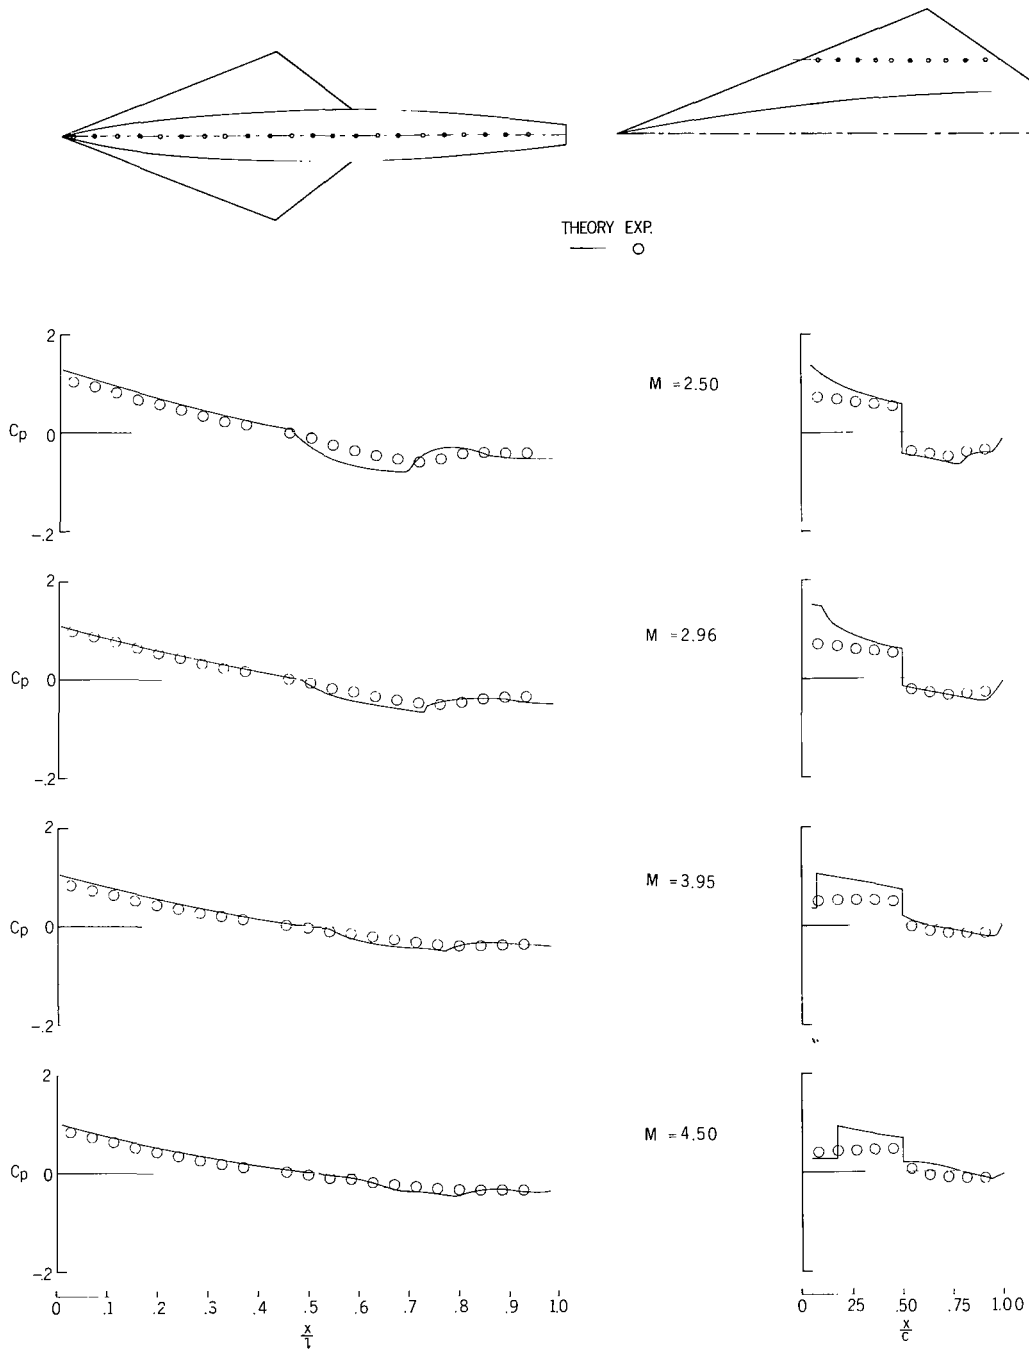 THEORY EXP.
2
Cp 0
-.2
M = 2.50
2
Cp 0
-.2
M = 2.96
2
Cp 0
-.2
M = 3.95
2
Cp 0
-.2
M = 4.50
0 .1 .2 .3 .4 .5 .6 .7 .8 .9 1.0
x
l
0 25 .50 .75 1.00
x
c